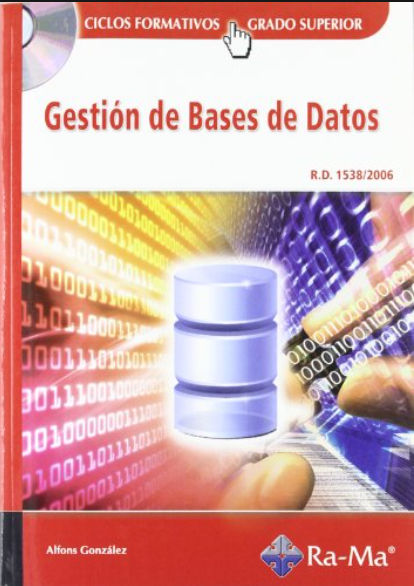 CICLOS FORMATIVOS GRADO SUPERIOR
Gestión de Bases de Datos
R.D. 1538/2006
Alfons González
Ra-Ma®